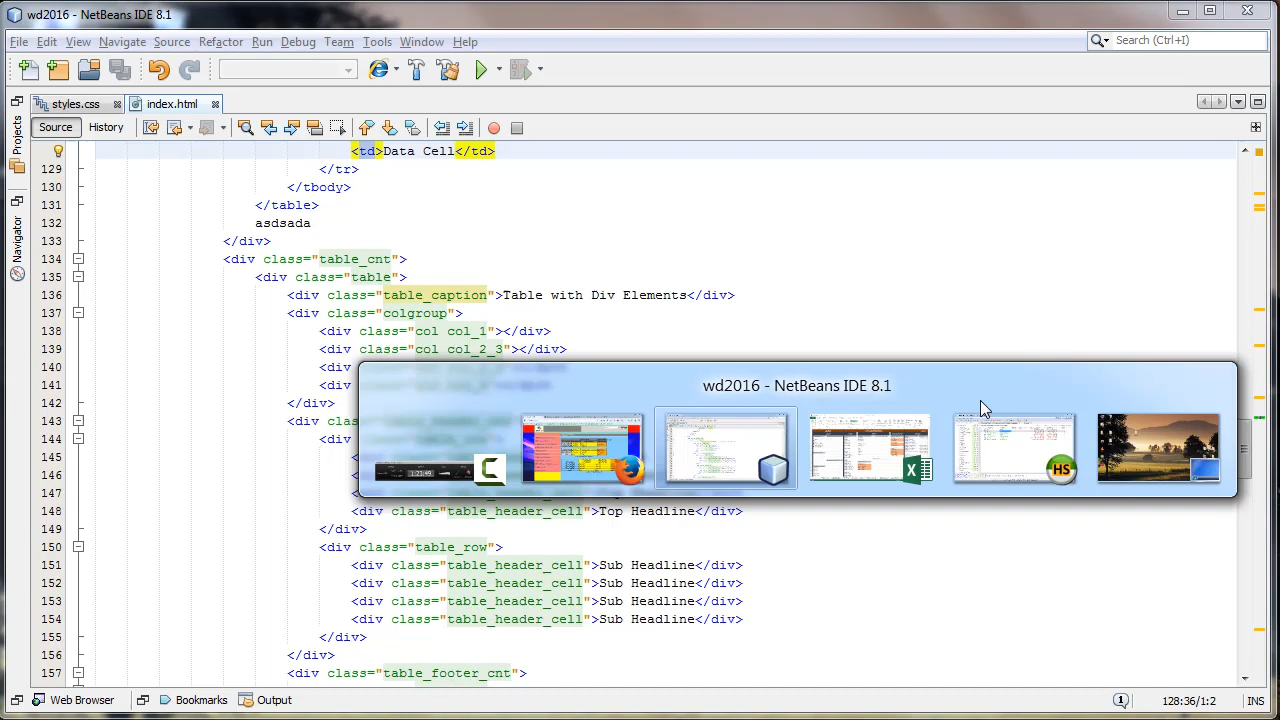 wd2016 - NetBeans IDE 8.1
File Edit View Navigate Source Refactor Run Debug Team Tools Window Help
Search (Ctrl+I)
styles.css index.html
Source History
Projects
Navigator
<td>Data Cell</td>
129 </tr>
130 </tbody>
131 </table>
132 asdsada
133 </div>
134 <div class="table_cnt">
135 <div class="table">
136 <div class="table_caption">Table with Div Elements</div>
137 <div class="colgroup">
138 <div class="col col_1"></div>
139 <div class="col col_2_3"></div>
140 <div
141 <div
142 </div>
wd2016 - NetBeans IDE 8.1
1:21:49
HS
143 <div class=
144 <div
145
146
147
148 <div class="table_header_cell">Top Headline</div>
149 </div>
150 <div class="table_row">
151 <div class="table_header_cell">Sub Headline</div>
152 <div class="table_header_cell">Sub Headline</div>
153 <div class="table_header_cell">Sub Headline</div>
154 <div class="table_header_cell">Sub Headline</div>
155 </div>
156 </div>
157 <div class="table_footer_cnt">
Web Browser Bookmarks Output
128:36/1:2 INS